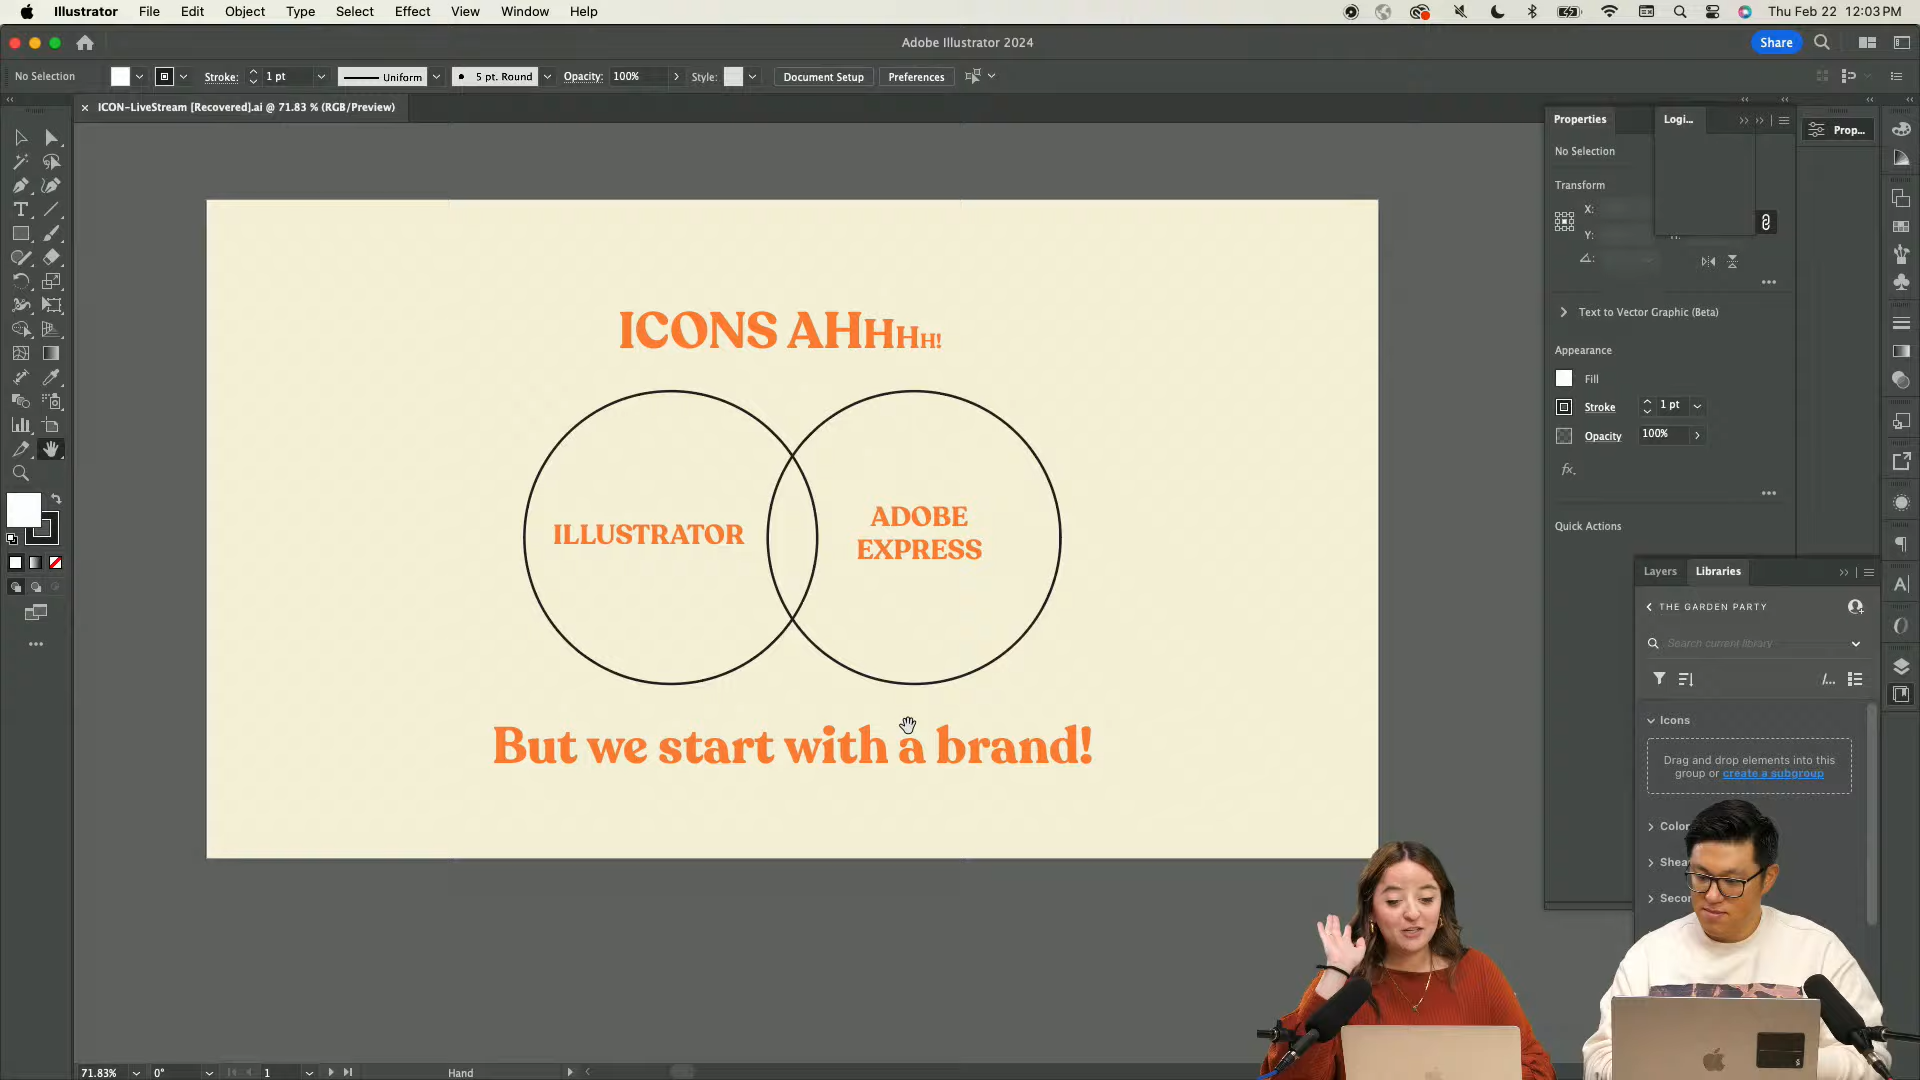 Illustrator File Edit Object Type Select Effect View Window Help
Thu Feb 22 12:03 PM
Adobe Illustrator 2024
Share
No Selection
Stroke: 1 pt
Uniform
5 pt. Round
Opacity: 100%
Style:
Document Setup
Preferences
ICON-LiveStream [Recovered].ai @ 71.83 % (RGB/Preview)
Properties
Logi...
Prop...
No Selection
Transform
X:
Y:
Text to Vector Graphic (Beta)
Appearance
Fill
Stroke 1 pt
Opacity 100%
fx.
Quick Actions
Layers Libraries
THE GARDEN PARTY
Search current library
Icons
Drag and drop elements into this
group or create a subgroup
ICONS AHHHH!
ILLUSTRATOR
ADOBE
EXPRESS
But we start with a brand!
71.83%
0°
1
Hand